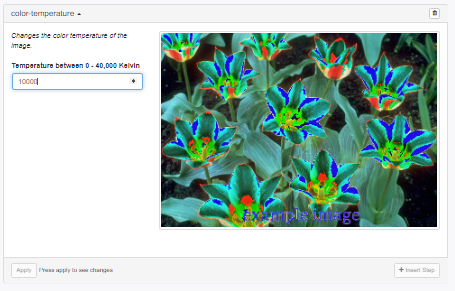 color-temperature
Changes the color temperature of the image.
Temperature between 0 - 40,000 Kelvin
10000
example image
Apply
Press apply to see changes
+ Insert Step